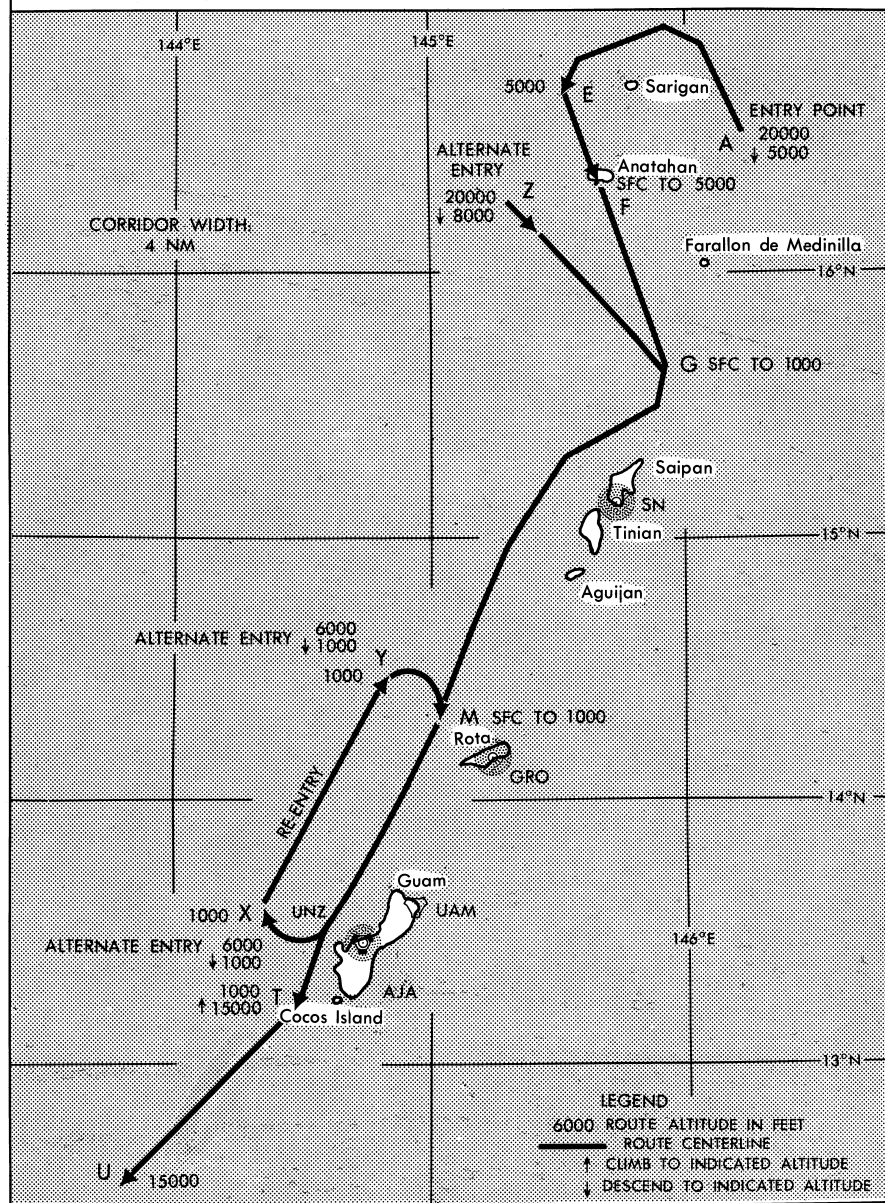 144°E
145°E
5000
E
Sarigan
ENTRY POINT
A
20000
↓ 5000
ALTERNATE
ENTRY
20000
↓ 8000
Z
Anatahan
SFC TO 5000
F
CORRIDOR WIDTH:
4 NM
Farallon de Medinilla
16°N
G SFC TO 1000
Saipan
SN
Tinian
15°N
Aguijan
ALTERNATE ENTRY
6000
↓ 1000
1000
Y
M SFC TO 1000
Rota
GRO
14°N
RE-ENTRY
Guam
1000 X
UNZ
UAM
ALTERNATE ENTRY
6000
↓ 1000
146°E
1000
↑ 15000
T
AJA
Cocos Island
13°N
U
15000
LEGEND
6000 ROUTE ALTITUDE IN FEET
ROUTE CENTERLINE
↑ CLIMB TO INDICATED ALTITUDE
↓ DESCEND TO INDICATED ALTITUDE